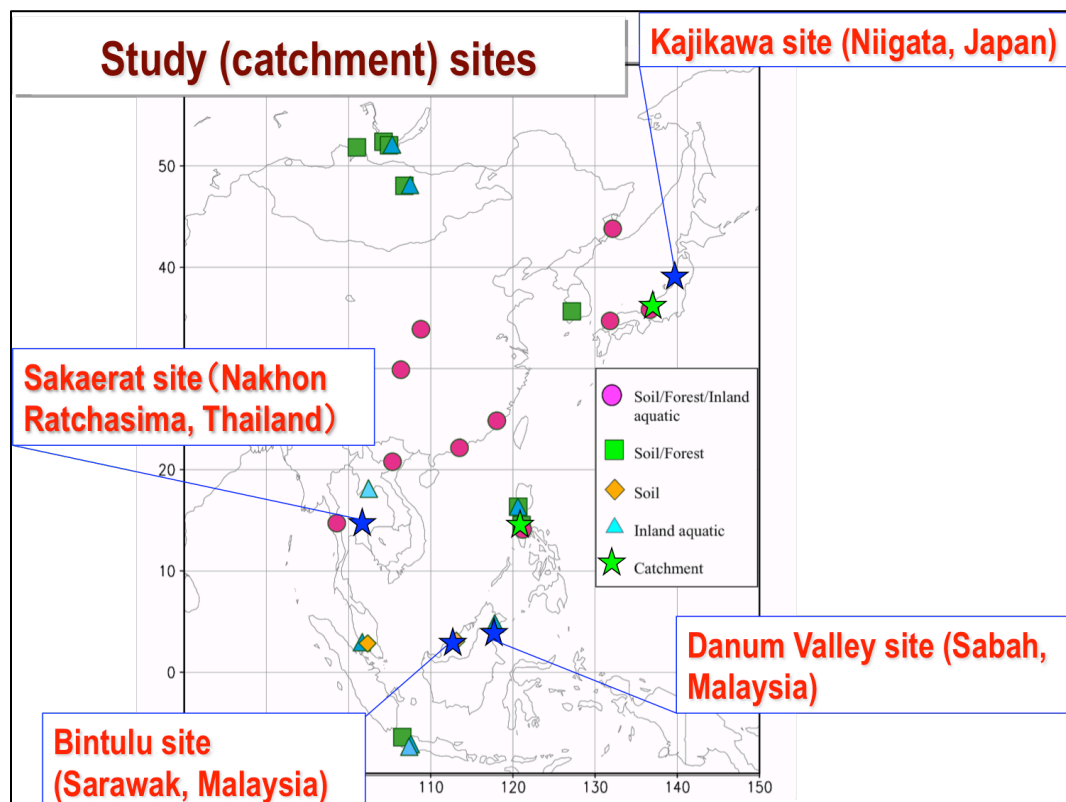 Study (catchment) sites
Kajikawa site (Niigata, Japan)
50
40
Sakaerat site（Nakhon
Ratchasima, Thailand）
Soil/Forest/Inland
aquatic
Soil/Forest
Soil
Inland aquatic
Catchment
20
10
0
Danum Valley site (Sabah,
Malaysia)
Bintulu site
(Sarawak, Malaysia)
110 120 130 140 150